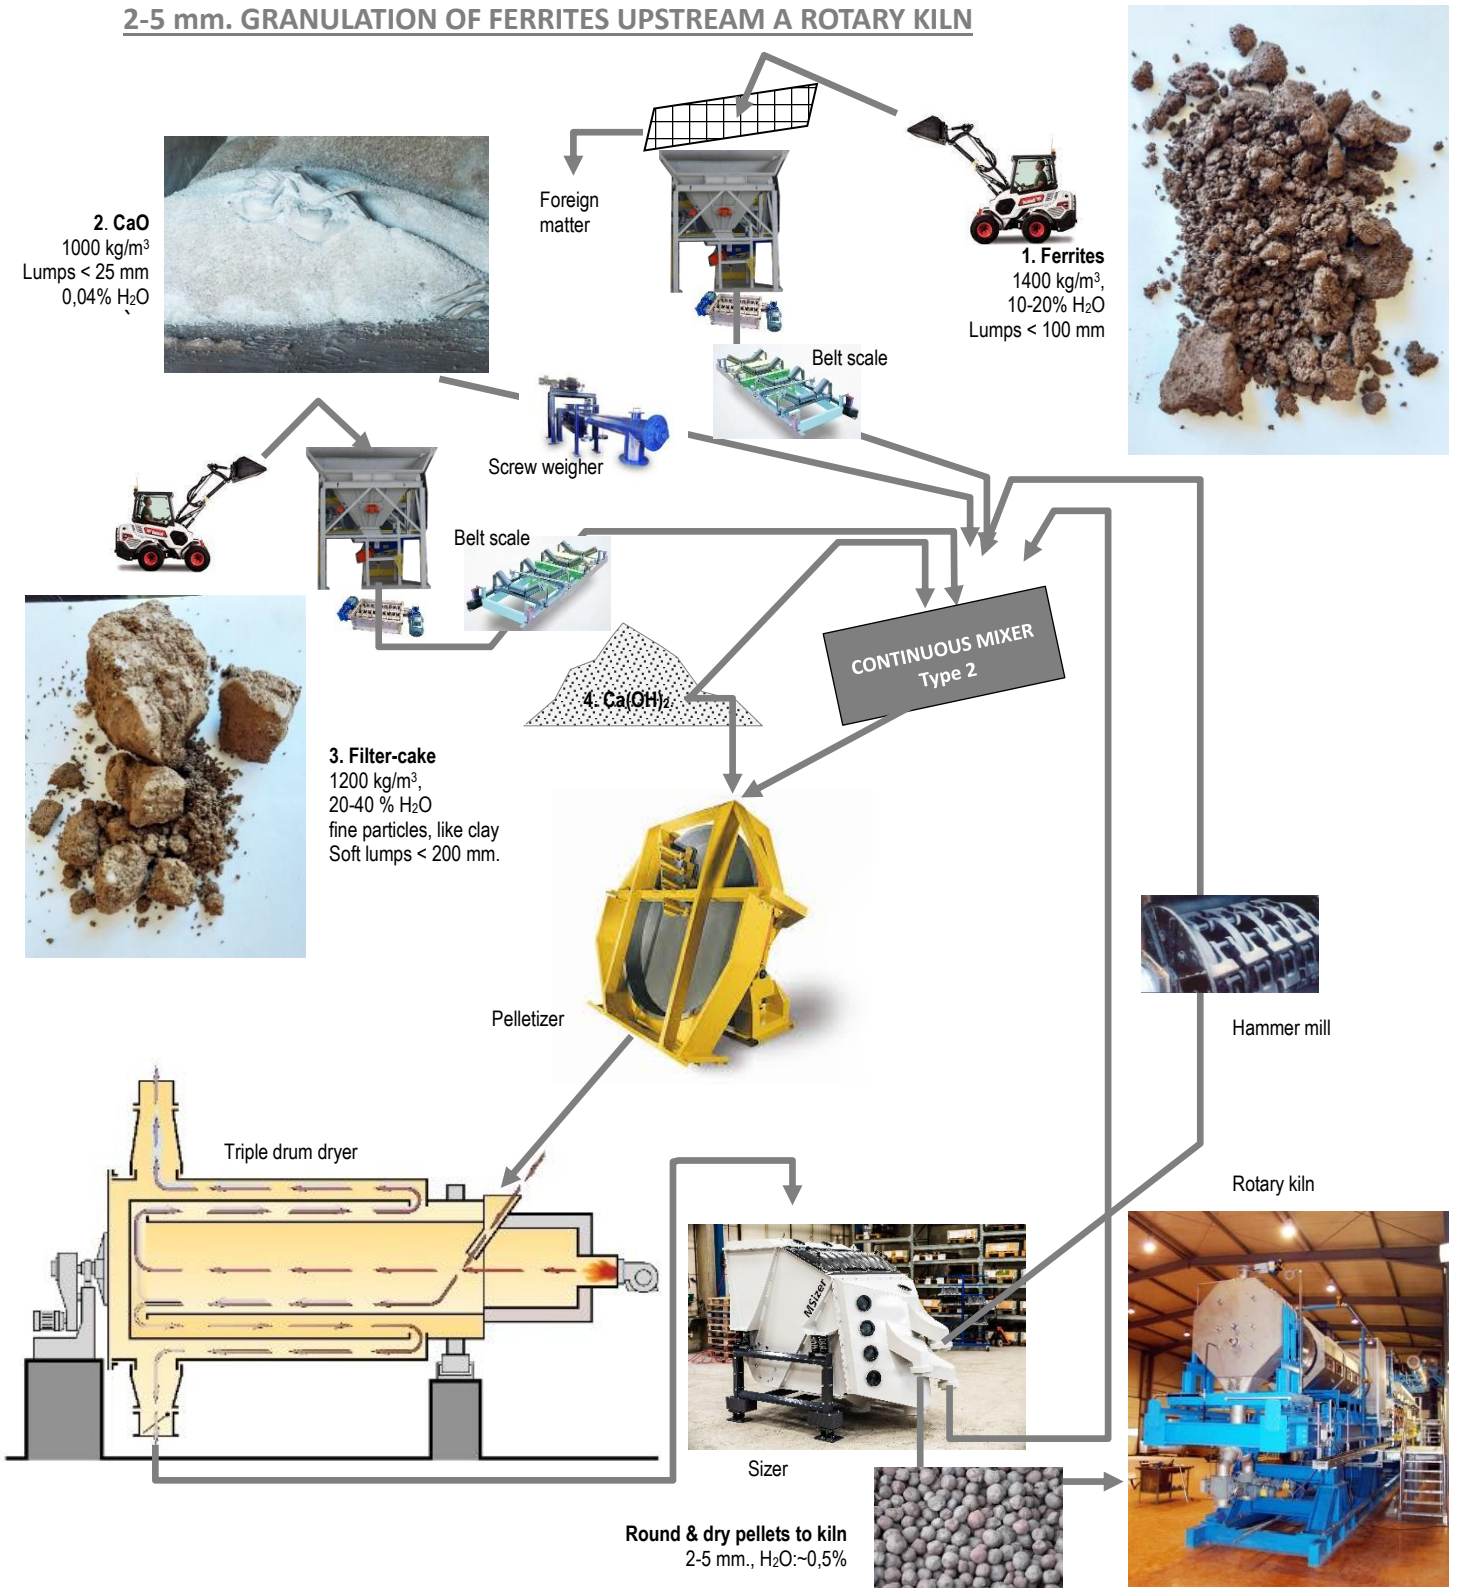 2-5 mm. GRANULATION OF FERRITES UPSTREAM A ROTARY KILN
Foreign
matter
2. CaO
1000 kg/m³
Lumps < 25 mm
0,04% H₂O
`
1. Ferrites
1400 kg/m³,
10-20% H₂O
Lumps < 100 mm
Belt scale
Screw weigher
Belt scale
CONTINUOUS MIXER
Type 2
4. Ca(OH)₂.
3. Filter-cake
1200 kg/m³,
20-40 % H₂O
fine particles, like clay
Soft lumps < 200 mm.
Pelletizer
Hammer mill
Triple drum dryer
Rotary kiln
MSizer
Sizer
Round & dry pellets to kiln
2-5 mm., H₂O:~0,5%